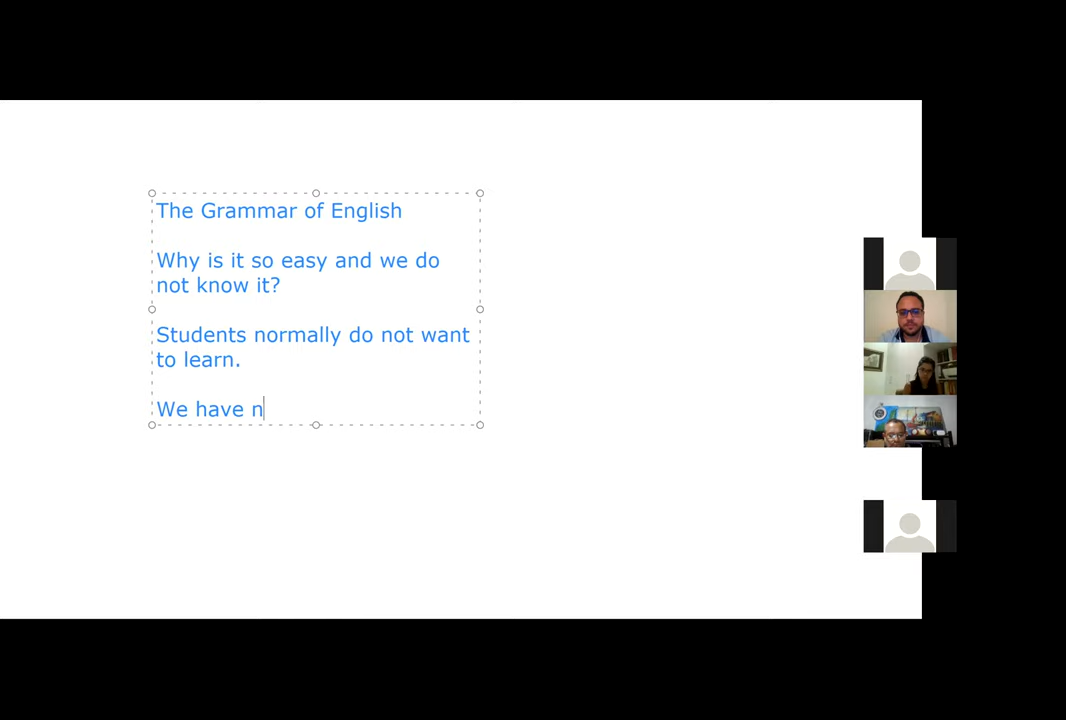 The Grammar of English
Why is it so easy and we do
not know it?
Students normally do not want
to learn.
We have n